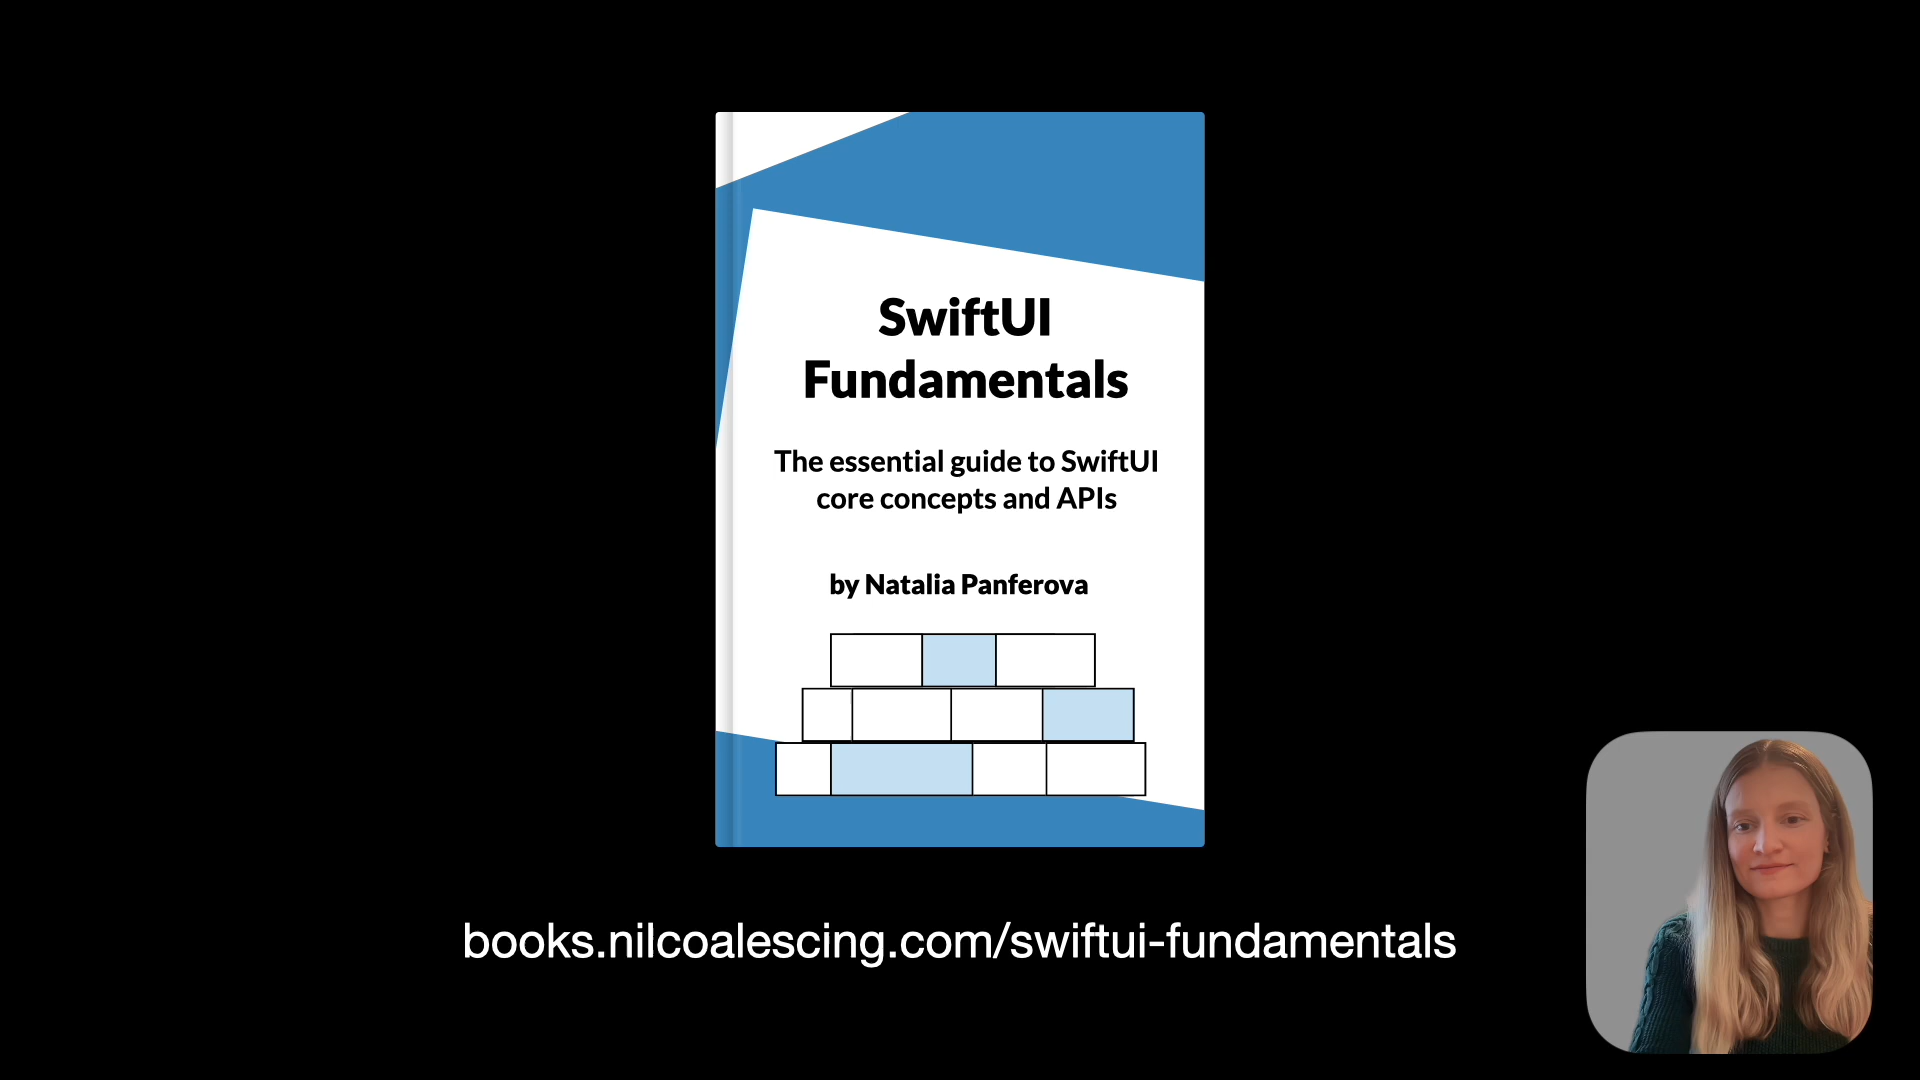 SwiftUI
Fundamentals
The essential guide to SwiftUI
core concepts and APIs
by Natalia Panferova
books.nilcoalescing.com/swiftui-fundamentals